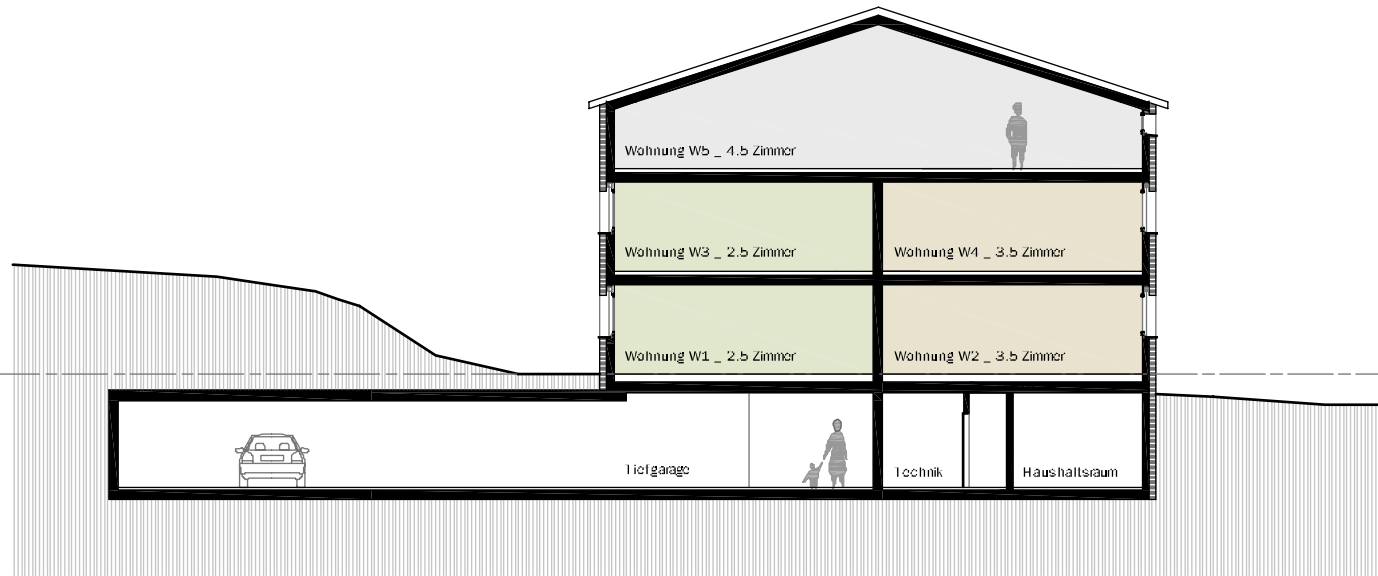 Wohnung W5 _ 4.5 Zimmer
Wohnung W3 _ 2.5 Zimmer
Wohnung W4 _ 3.5 Zimmer
Wohnung W1 _ 2.5 Zimmer
Wohnung W2 _ 3.5 Zimmer
Tiefgarage
Technik
Haushaltsraum